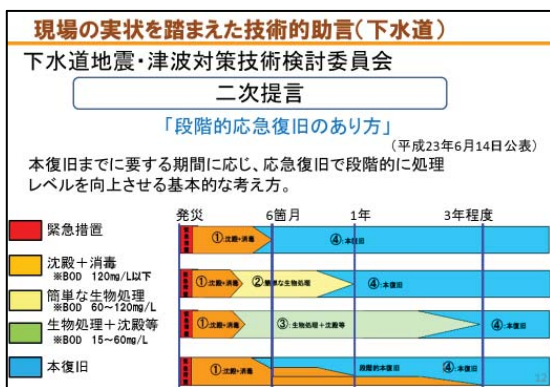 現場の実状を踏まえた技術的助言(下水道)
下水道地震・津波対策技術検討委員会
二次提言
「段階的応急復旧のあり方」
(平成23年6月14日公表)
本復旧までに要する期間に応じ、応急復旧で段階的に処理
レベルを向上させる基本的な考え方。
発災 6箇月 1年 3年程度
緊急措置
沈殿+消毒
※BOD 120mg/L以下
簡単な生物処理
※BOD 60~120mg/L
生物処理+沈殿等
※BOD 15~60mg/L
本復旧
①:沈殿+消毒 ④:本復旧
①:沈殿+消毒 ②:簡単な生物処理 ④:本復旧
①:沈殿+消毒 ③:生物処理+沈殿等 ④:本復旧
①:沈殿+消毒 段階的本復旧 ④:本復旧
12